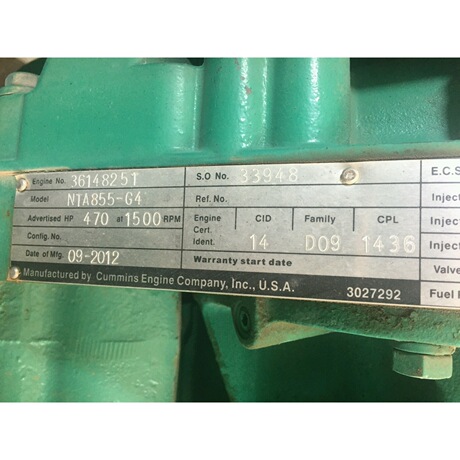 Engine No. 36148251 S.O No. 33948 E.C.S
Model NTA855-G4 Ref.No. Inject
Advertised HP 470 at 1500 RPM Engine Cert. Ident. CID Family CPL Inject
Config.No. 14 D09 1436 Inject
Date of Mfg. 09-2012 Warranty start date Valve
Manufactured by Cummins Engine Company, Inc., U.S.A. 3027292 Fuel